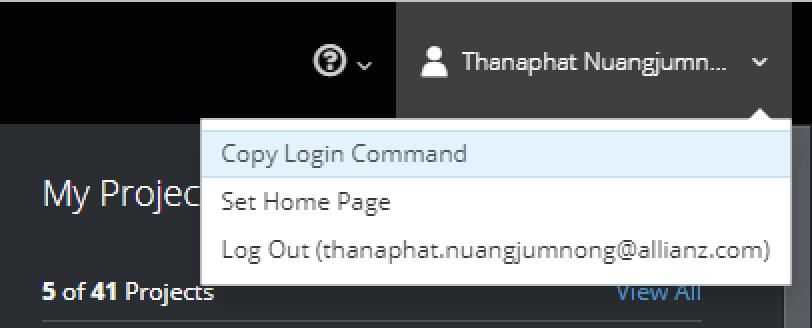 Thanaphat Nuangjumn...
Copy Login Command
My Projec
Set Home Page
Log Out (thanaphat.nuangjumnong@allianz.com)
5 of 41 Projects
View All